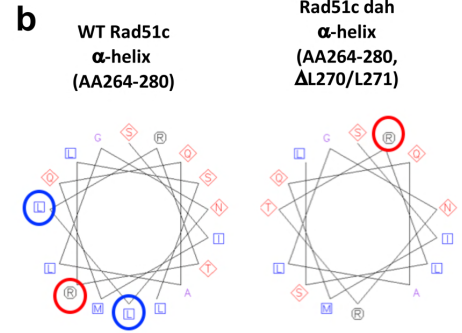 b
WT Rad51c
α-helix
(AA264-280)
Rad51c dah
α-helix
(AA264-280,
ΔL270/L271)
G S R
L Q
Q S
L N
I
L T
R A
M L L
G S R
L Q
Q
T N
I
L L
S A
M R